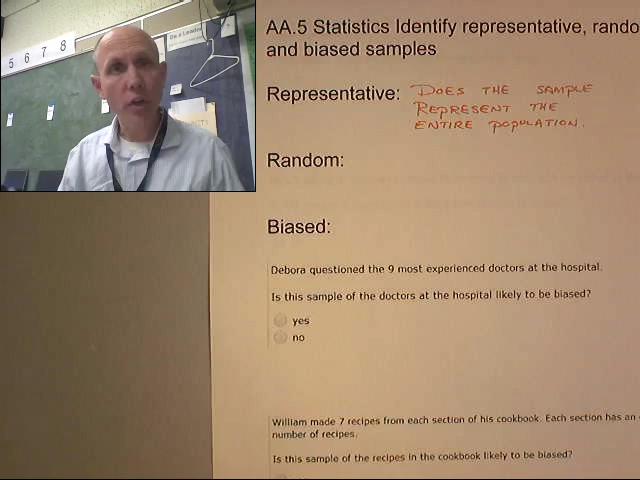 5 6 7 8
Be a Leader
AA.5 Statistics Identify representative, rando
and biased samples
Representative: DOES THE SAMPLE
REPRESENT THE
ENTIRE POPULATION.
Random:
Biased:
Debora questioned the 9 most experienced doctors at the hospital.
Is this sample of the doctors at the hospital likely to be biased?
yes
no
William made 7 recipes from each section of his cookbook. Each section has an
number of recipes.
Is this sample of the recipes in the cookbook likely to be biased?